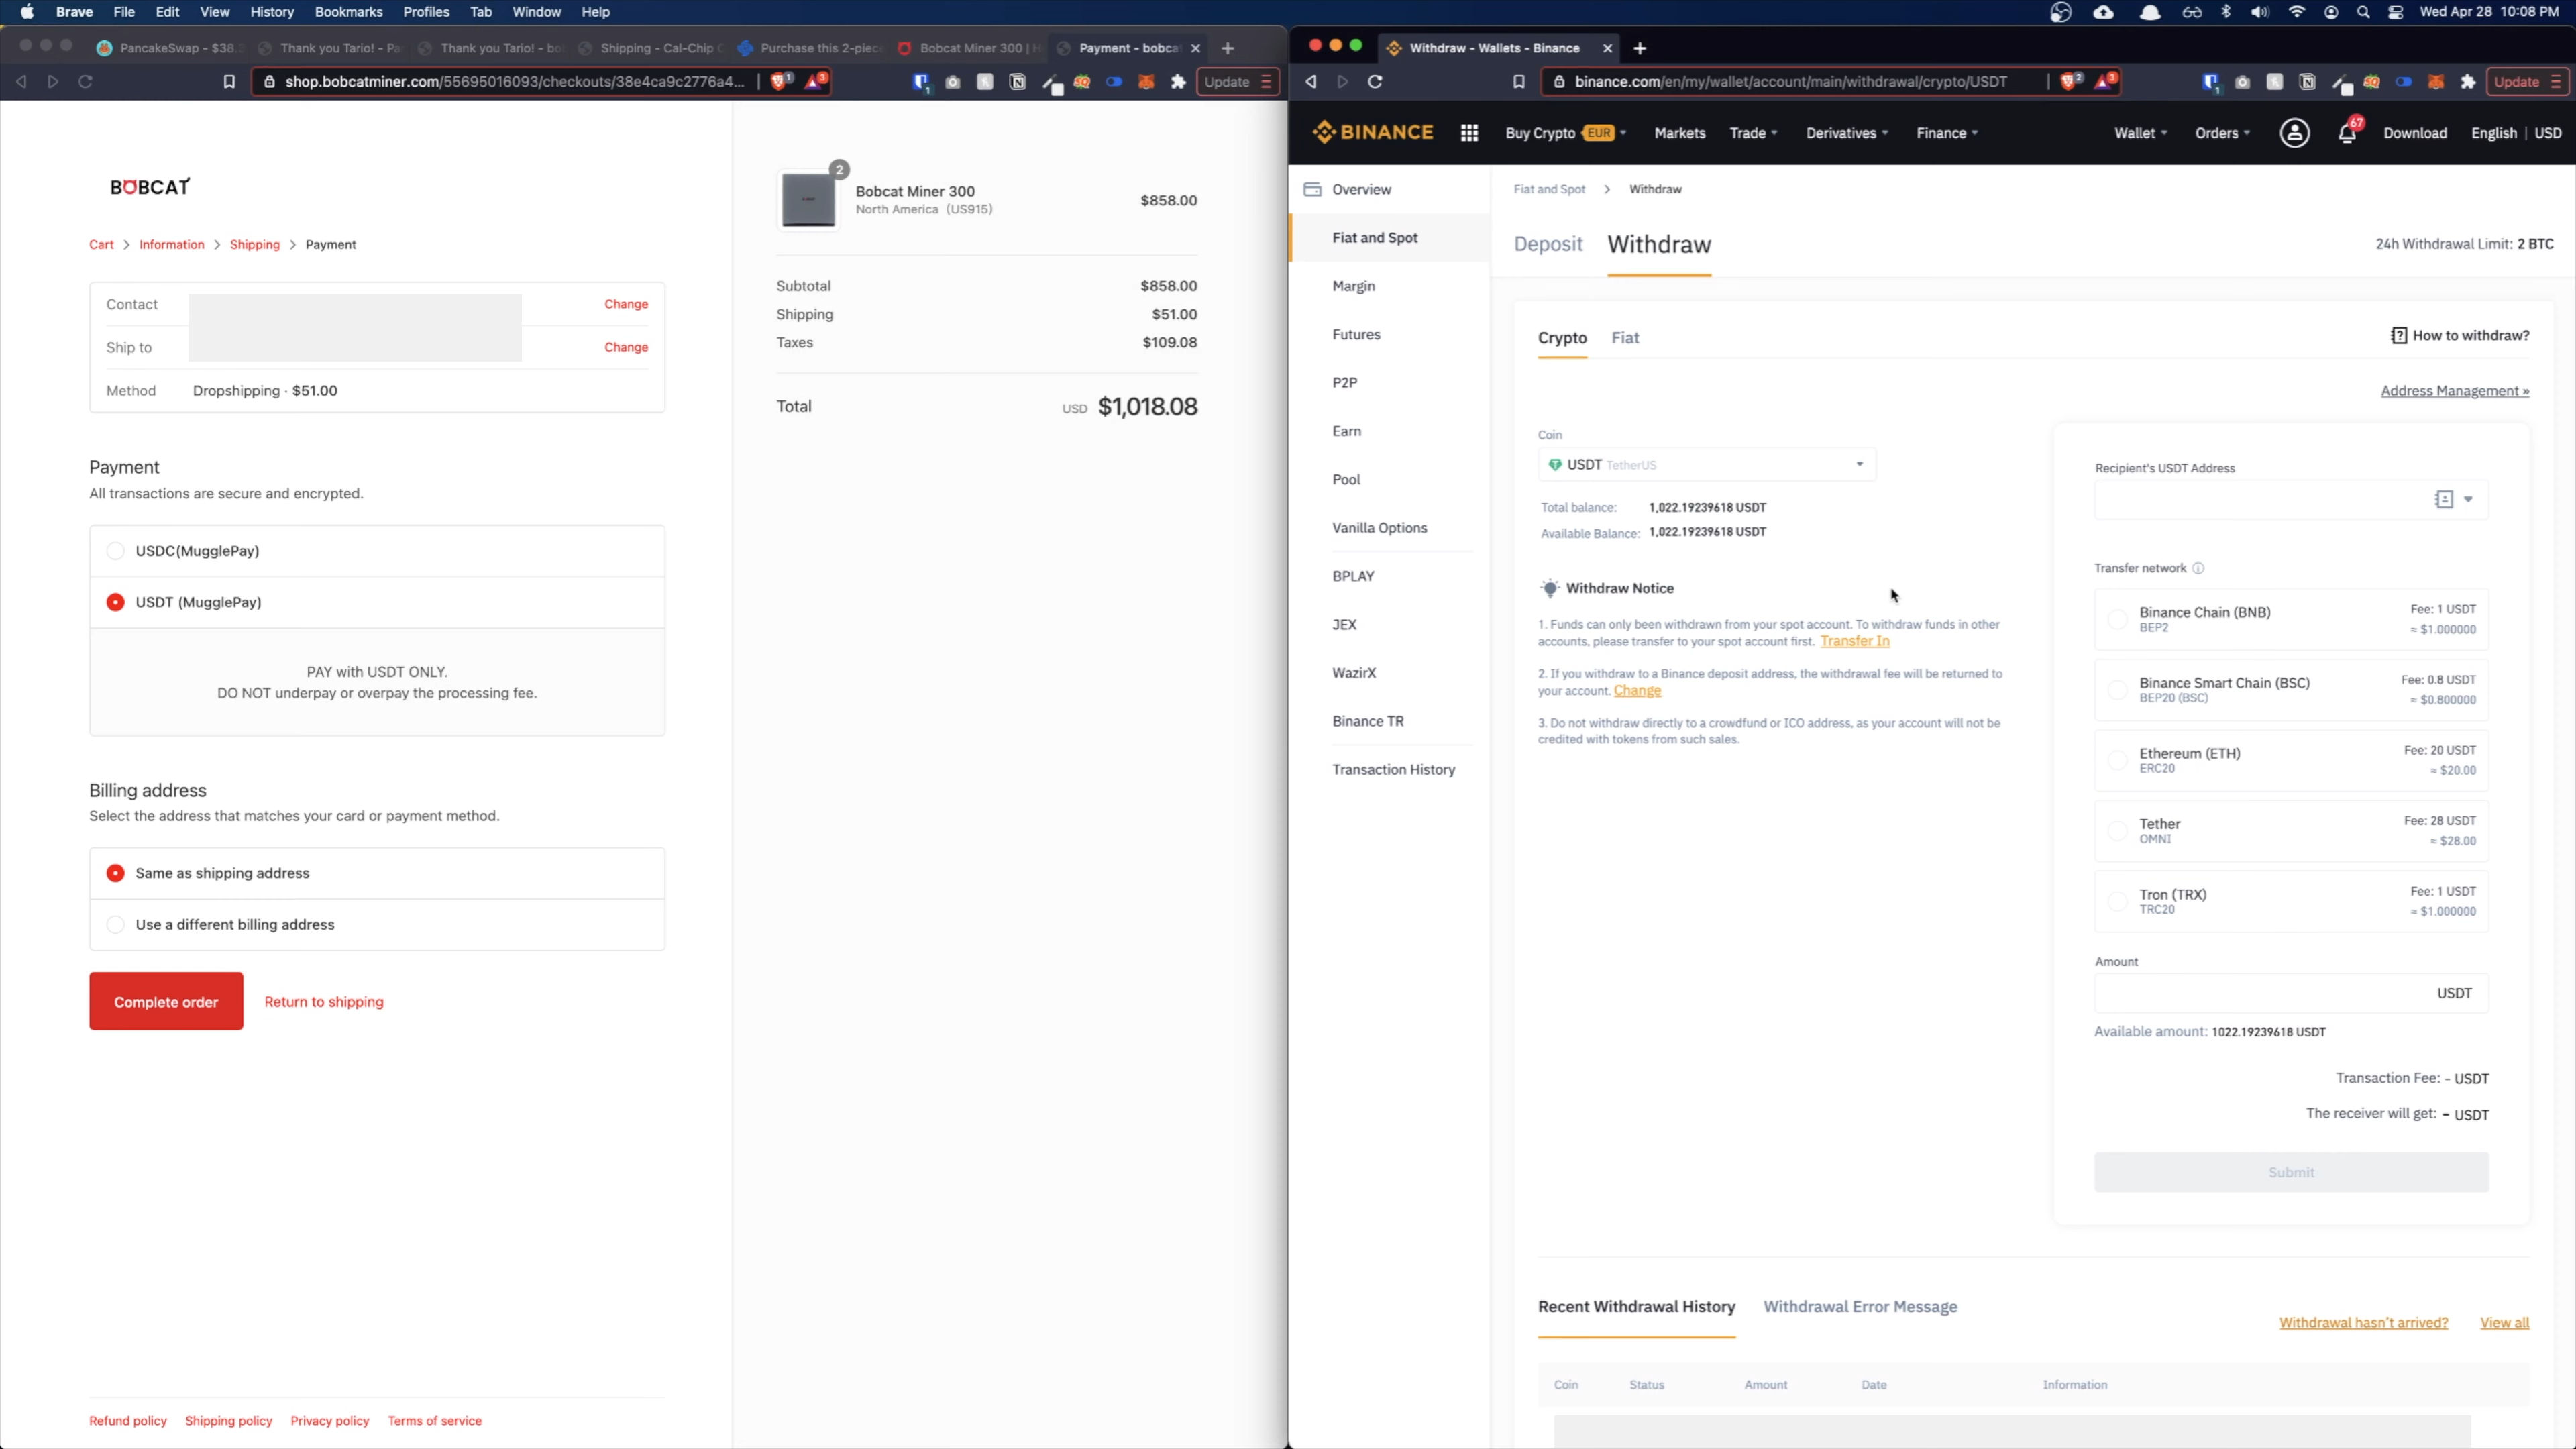 Brave File Edit View History Bookmarks Profiles Tab Window Help
Wed Apr 28 10:08 PM
PancakeSwap - $38.
Thank you Tario! - Pa
Thank you Tario! - bo
Shipping - Cal-Chip C
Purchase this 2-piece
Bobcat Miner 300 | H
Payment - bobca
shop.bobcatminer.com/55695016093/checkouts/38e4ca9c2776a4...
Update
BOBCAT
Cart > Information > Shipping > Payment
Contact
Change
Ship to
Change
Method Dropshipping · $51.00
Payment
All transactions are secure and encrypted.
USDC(MugglePay)
USDT (MugglePay)
PAY with USDT ONLY.
DO NOT underpay or overpay the processing fee.
Billing address
Select the address that matches your card or payment method.
Same as shipping address
Use a different billing address
Complete order
Return to shipping
Refund policy Shipping policy Privacy policy Terms of service
2
Bobcat Miner 300
North America (US915)
$858.00
Subtotal $858.00
Shipping $51.00
Taxes $109.08
Total USD $1,018.08
Withdraw - Wallets - Binance
binance.com/en/my/wallet/account/main/withdrawal/crypto/USDT
Update
BINANCE Buy Crypto EUR Markets Trade Derivatives Finance Wallet Orders 67 Download English | USD
Overview
Fiat and Spot
Margin
Futures
P2P
Earn
Pool
Vanilla Options
BPLAY
JEX
WazirX
Binance TR
Transaction History
Fiat and Spot > Withdraw
Deposit Withdraw
24h Withdrawal Limit: 2 BTC
Crypto Fiat
How to withdraw?
Address Management »
Coin
USDT TetherUS
Total balance: 1,022.19239618 USDT
Available Balance: 1,022.19239618 USDT
Withdraw Notice
1. Funds can only been withdrawn from your spot account. To withdraw funds in other
accounts, please transfer to your spot account first. Transfer In
2. If you withdraw to a Binance deposit address, the withdrawal fee will be returned to
your account. Change
3. Do not withdraw directly to a crowdfund or ICO address, as your account will not be
credited with tokens from such sales.
Recipient's USDT Address
Transfer network
Binance Chain (BNB) Fee: 1 USDT
BEP2 ≈ $1.000000
Binance Smart Chain (BSC) Fee: 0.8 USDT
BEP20 (BSC) ≈ $0.800000
Ethereum (ETH) Fee: 20 USDT
ERC20 ≈ $20.00
Tether Fee: 28 USDT
OMNI ≈ $28.00
Tron (TRX) Fee: 1 USDT
TRC20 ≈ $1.000000
Amount
USDT
Available amount: 1022.19239618 USDT
Transaction Fee: - USDT
The receiver will get: - USDT
Submit
Recent Withdrawal History Withdrawal Error Message
Withdrawal hasn't arrived? View all
Coin Status Amount Date Information